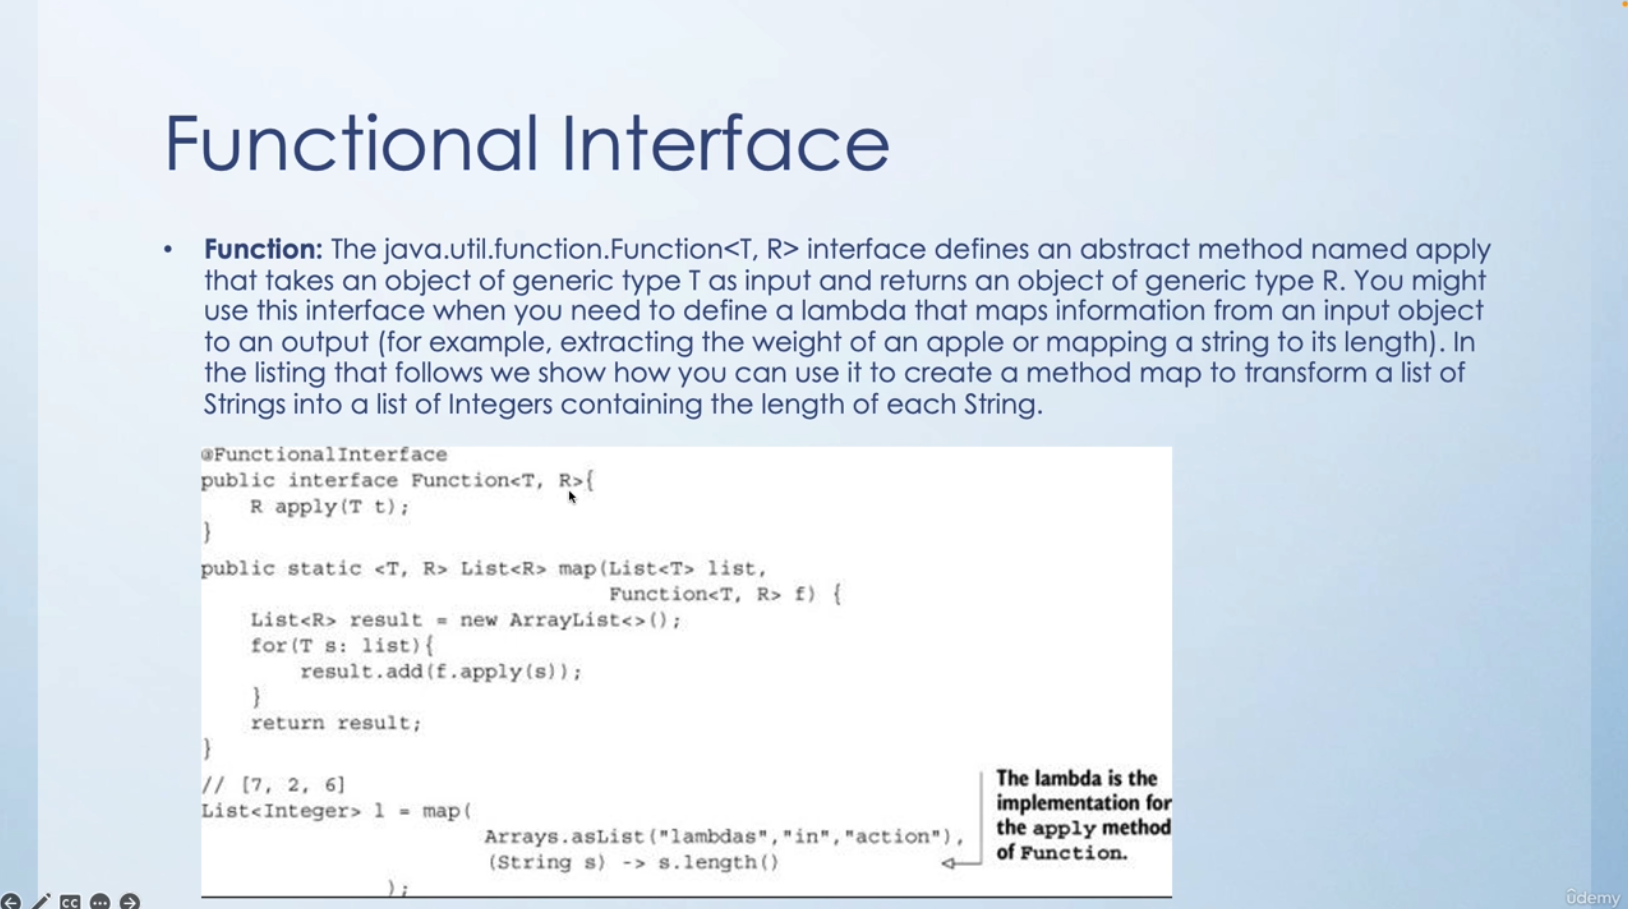 Functional Interface
• Function: The java.util.function.Function<T, R> interface defines an abstract method named apply
that takes an object of generic type T as input and returns an object of generic type R. You might
use this interface when you need to define a lambda that maps information from an input object
to an output (for example, extracting the weight of an apple or mapping a string to its length). In
the listing that follows we show how you can use it to create a method map to transform a list of
Strings into a list of Integers containing the length of each String.
@FunctionalInterface
public interface Function<T, R>{
    R apply(T t);
}
public static <T, R> List<R> map(List<T> list,
                                 Function<T, R> f) {
    List<R> result = new ArrayList<>();
    for(T s: list){
        result.add(f.apply(s));
    }
    return result;
}
// [7, 2, 6]
List<Integer> l = map(
                       Arrays.asList("lambdas","in","action"),
                       (String s) -> s.length()
               );
The lambda is the
implementation for
the apply method
of Function.
CC
ûdemy